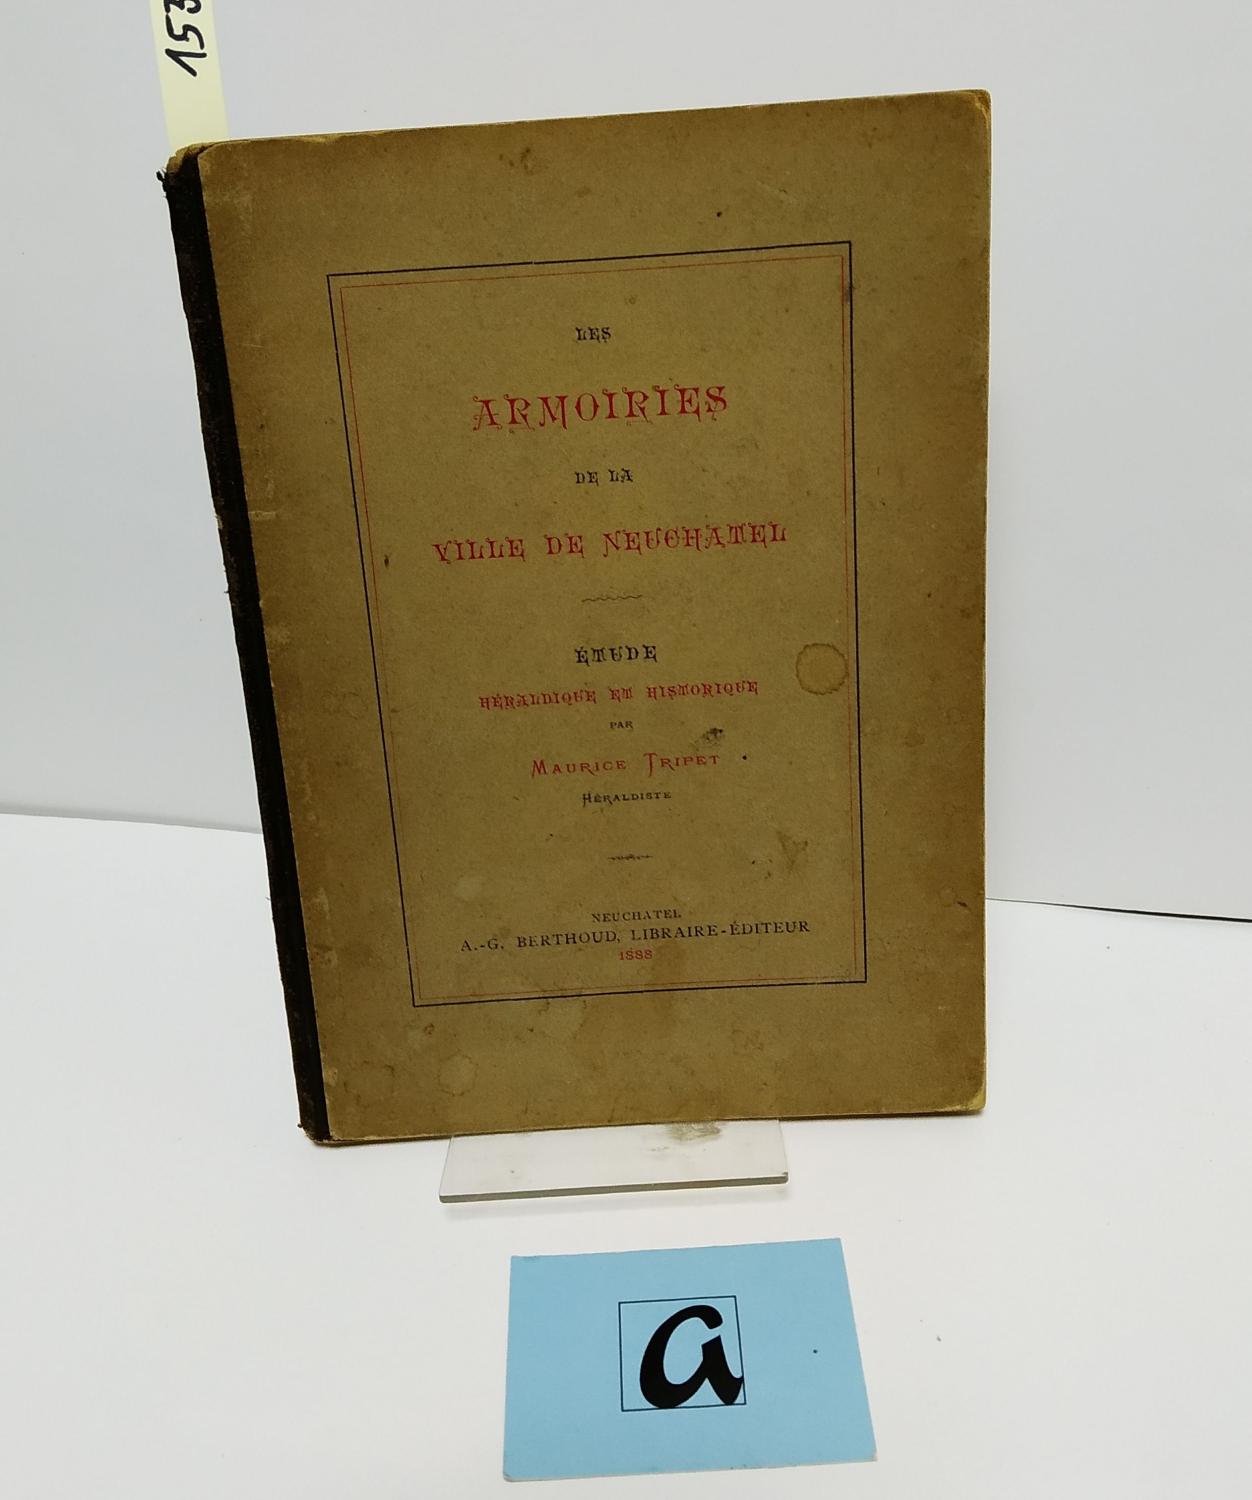 153
LES
ARMOIRIES
DE LA
VILLE DE NEUCHATEL
ÉTUDE
HÉRALDIQUE ET HISTORIQUE
PAR
MAURICE TRIPET
HÉRALDISTE
NEUCHATEL
A.-G. BERTHOUD, LIBRAIRE-ÉDITEUR
1888
a